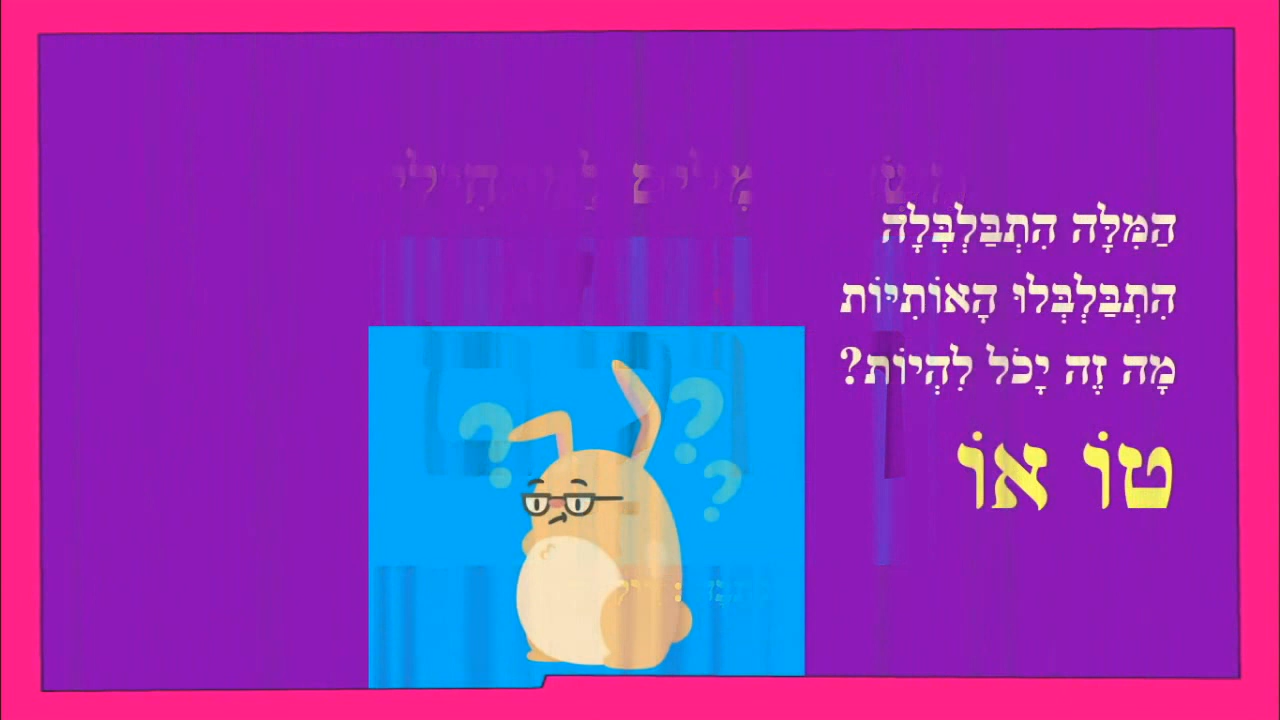 הַמִּלָּה הִתְבַּלְבְּלָה
הִתְבַּלְבְּלוּ הָאוֹתִיּוֹת
מָה זֶה יָכֹל לִהְיוֹת?
טוֹ אוֹ